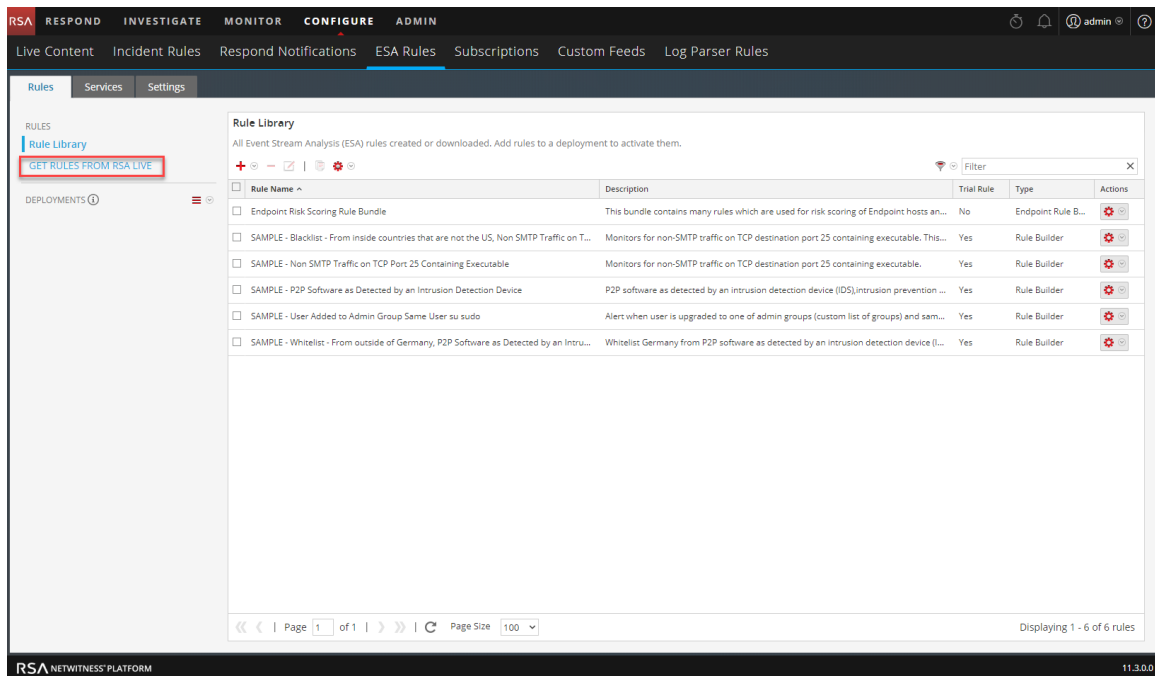 RSA RESPOND INVESTIGATE MONITOR CONFIGURE ADMIN admin
Live Content Incident Rules Respond Notifications ESA Rules Subscriptions Custom Feeds Log Parser Rules
Rules Services Settings
RULES
Rule Library
GET RULES FROM RSA LIVE
DEPLOYMENTS
Rule Library
All Event Stream Analysis (ESA) rules created or downloaded. Add rules to a deployment to activate them.
Filter
Rule Name Description Trial Rule Type Actions
Endpoint Risk Scoring Rule Bundle This bundle contains many rules which are used for risk scoring of Endpoint hosts an... No Endpoint Rule B...
SAMPLE - Blacklist - From inside countries that are not the US, Non SMTP Traffic on T... Monitors for non-SMTP traffic on TCP destination port 25 containing executable. This... Yes Rule Builder
SAMPLE - Non SMTP Traffic on TCP Port 25 Containing Executable Monitors for non-SMTP traffic on TCP destination port 25 containing executable. Yes Rule Builder
SAMPLE - P2P Software as Detected by an Intrusion Detection Device P2P software as detected by an intrusion detection device (IDS),intrusion prevention ... Yes Rule Builder
SAMPLE - User Added to Admin Group Same User su sudo Alert when user is upgraded to one of admin groups (custom list of groups) and sam... Yes Rule Builder
SAMPLE - Whitelist - From outside of Germany, P2P Software as Detected by an Intru... Whitelist Germany from P2P software as detected by an intrusion detection device (I... Yes Rule Builder
Page 1 of 1 | Page Size 100 Displaying 1 - 6 of 6 rules
RSA NETWITNESS® PLATFORM 11.3.0.0